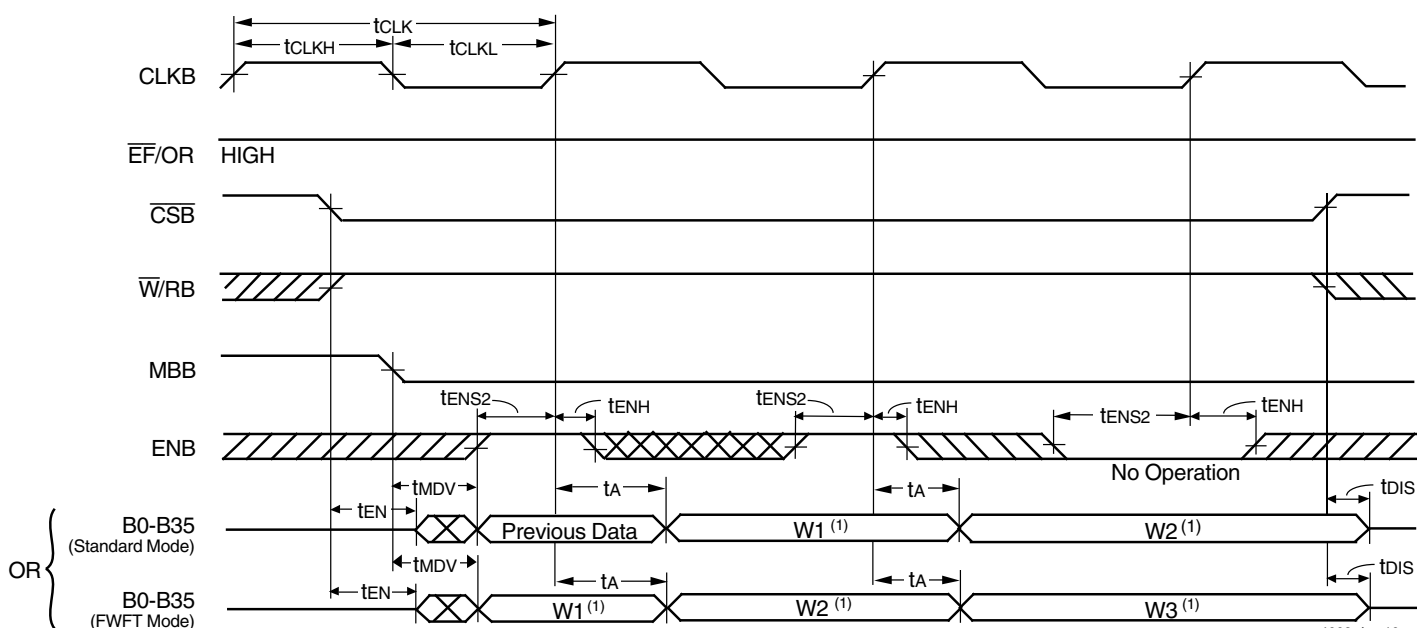 tCLK
tCLKH tCLKL
CLKB
EF/OR HIGH
CSB
W/RB
MBB
tENS2 tENH tENS2 tENH tENS2 tENH
ENB
No Operation
tMDV tA tA tDIS
tEN
B0-B35 Previous Data W1 (1) W2 (1)
(Standard Mode)
OR
tMDV tA tA tDIS
tEN
B0-B35 W1 (1) W2 (1) W3 (1)
(FWFT Mode)